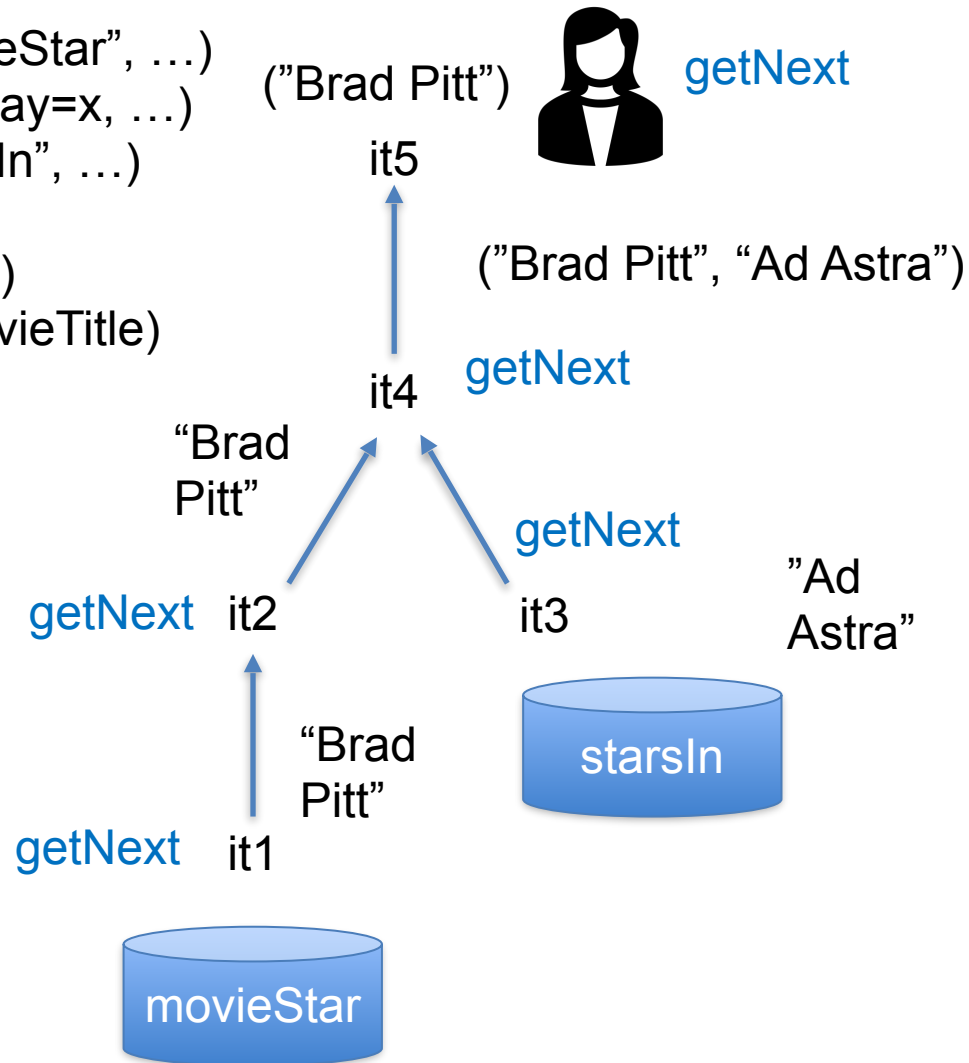 eStar”, …)
ay=x, …)
In”, …)
)
vieTitle)
(”Brad Pitt”)
getNext
it5
(”Brad Pitt”, “Ad Astra”)
getNext
it4
“Brad
Pitt”
getNext
”Ad
Astra”
getNext it2
it3
“Brad
Pitt”
starsIn
getNext it1
movieStar